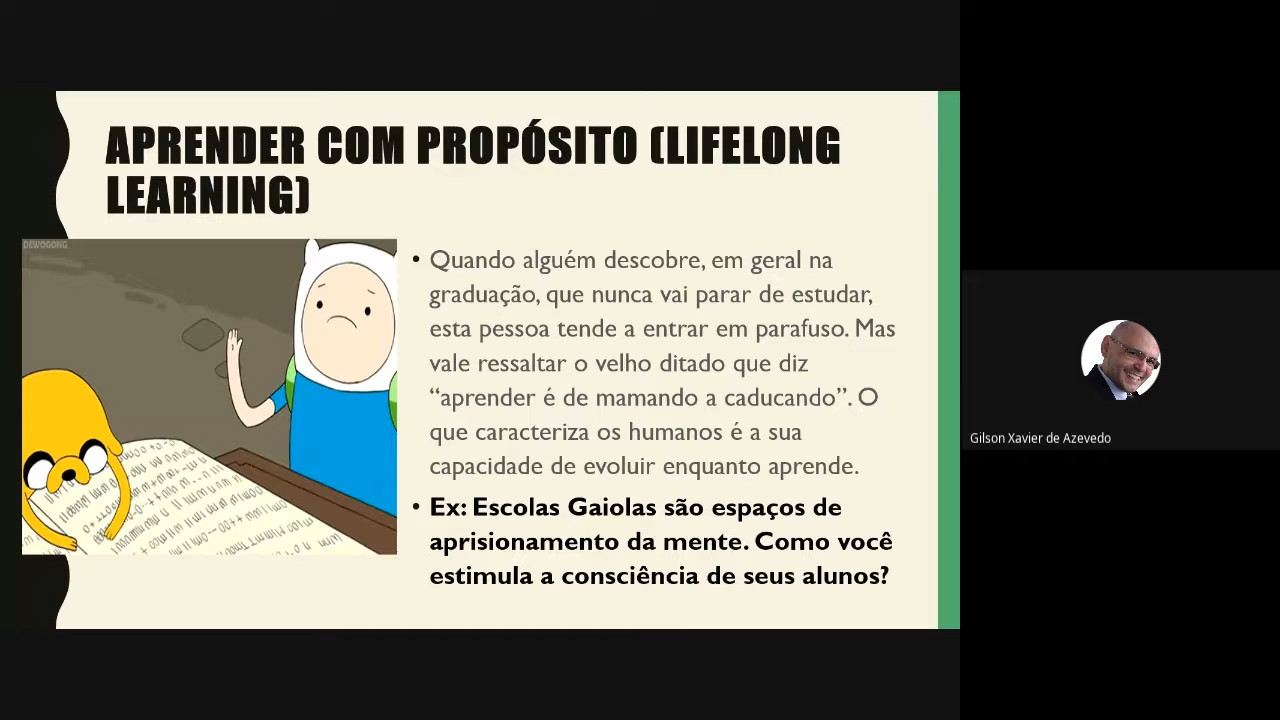 APRENDER COM PROPÓSITO (LIFELONG
LEARNING)
DEWOGONG
• Quando alguém descobre, em geral na
graduação, que nunca vai parar de estudar,
esta pessoa tende a entrar em parafuso. Mas
vale ressaltar o velho ditado que diz
“aprender é de mamando a caducando”. O
que caracteriza os humanos é a sua
capacidade de evoluir enquanto aprende.
• Ex: Escolas Gaiolas são espaços de
aprisionamento da mente. Como você
estimula a consciência de seus alunos?
Gilson Xavier de Azevedo